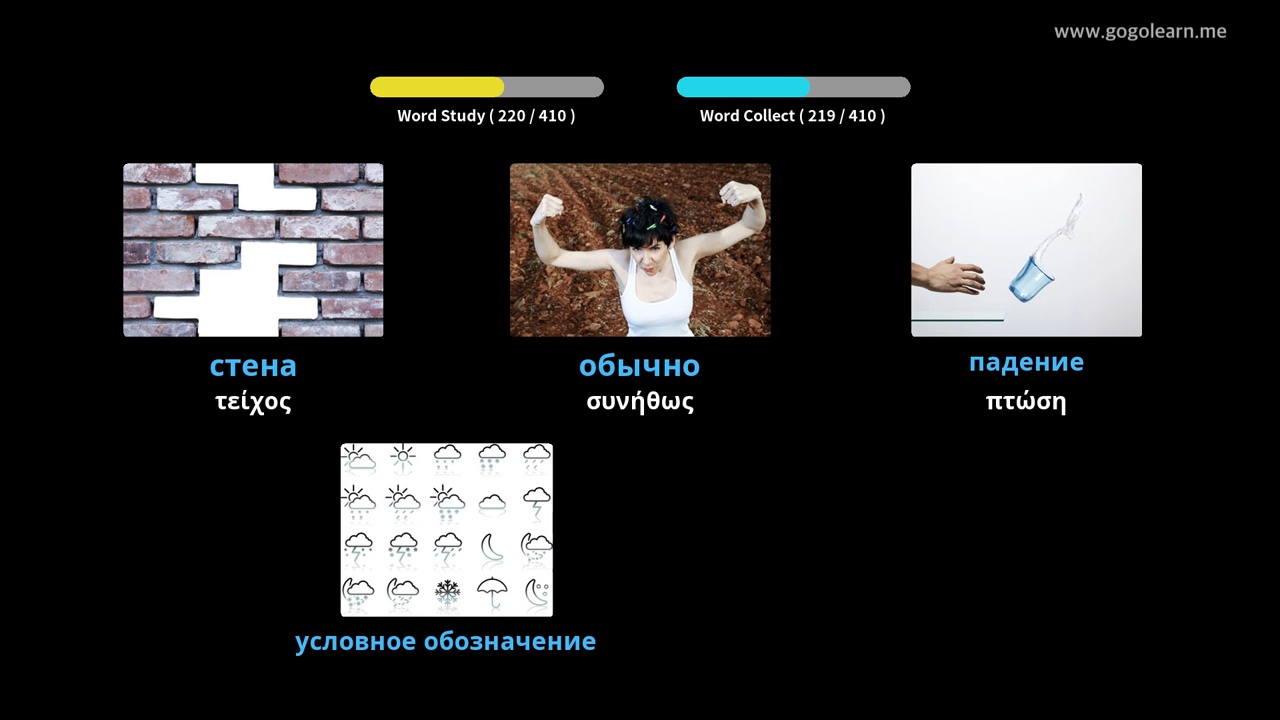 www.gogolearn.me
Word Study ( 220 / 410 )
Word Collect ( 219 / 410 )
стена
τείχος
обычно
συνήθως
падение
πτώση
условное обозначение